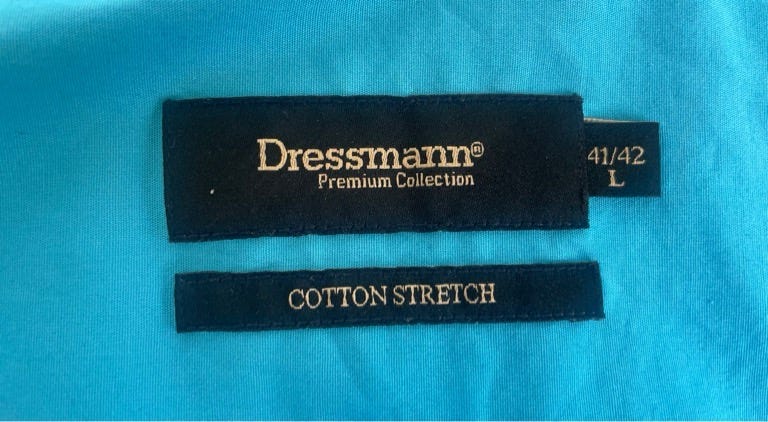 Dressmann®
Premium Collection
41/42
L
COTTON STRETCH